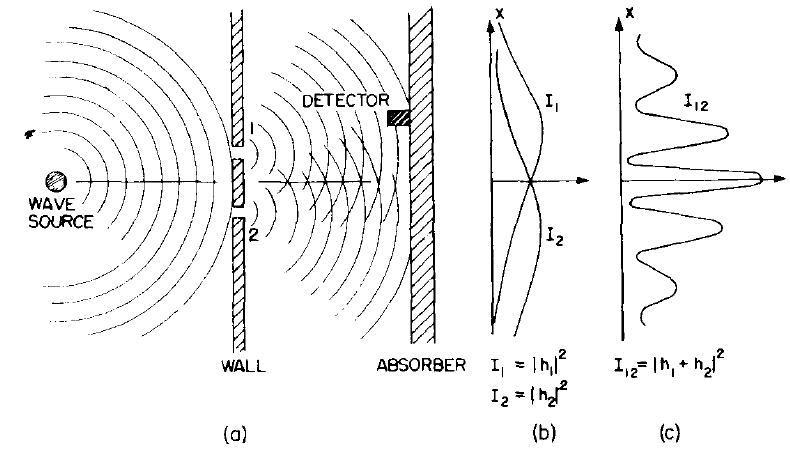 WAVE
SOURCE
1
2
DETECTOR
WALL
ABSORBER
(a)
X
I₁
I₂
I₁ = |h₁|²
I₂ = |h₂|²
(b)
X
I₁₂
I₁₂ = |h₁ + h₂|²
(c)